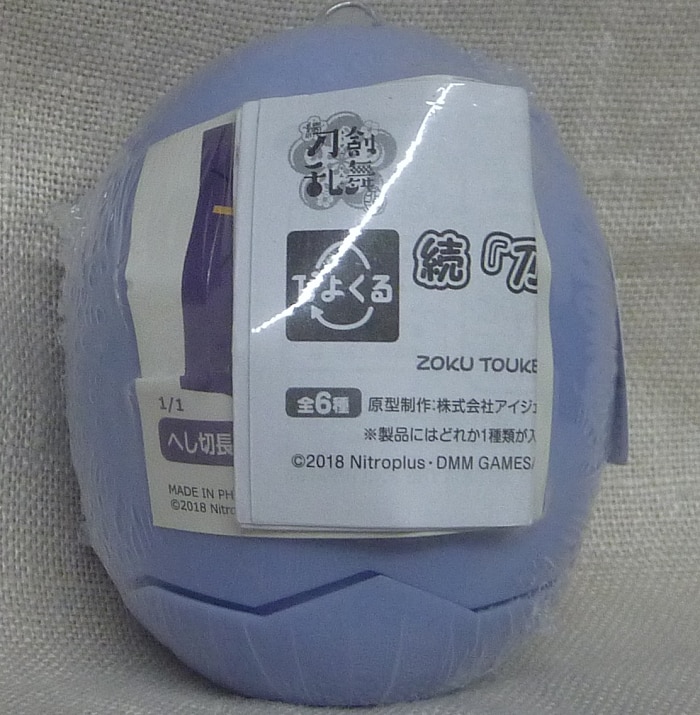 続
刀剣
乱舞
ぴよくる
続『刀
ZOKU TOUKE
全6種 原型制作:株式会社アイジェ
※製品にはどれか1種類が入
©2018 Nitroplus・DMM GAMES/
1/1
へし切長
MADE IN PH
©2018 Nitro